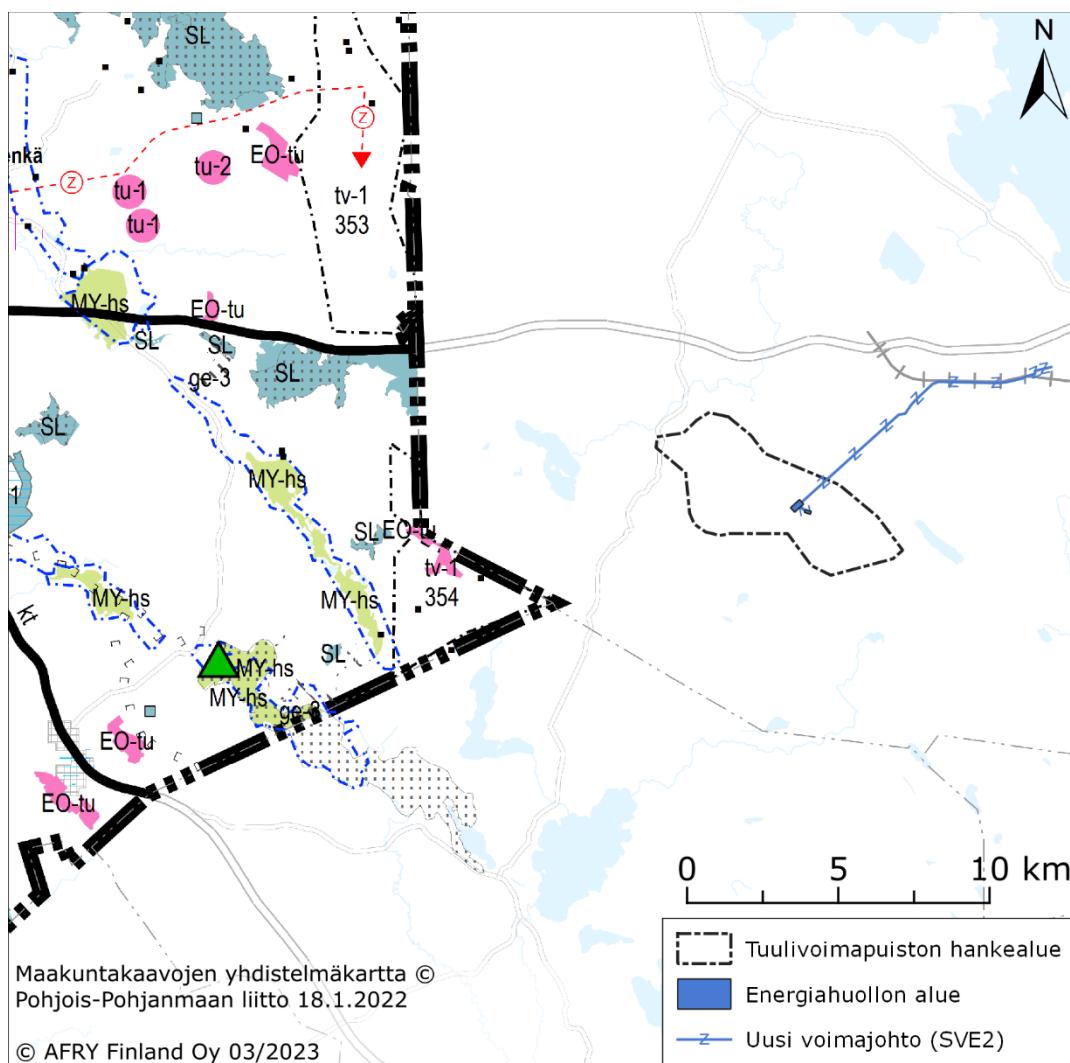 SL
N
Z
EO-tu
enkä
tu-2
Z
tu-1
tv-1
353
tu-1
MY-hs
EO-tu
SL
SL
ge-3
SL
SL
MY-hs
1
SL
EO-tu
tv-1
354
MY-hs
MY-hs
kt
SL
MY-hs
MY-hs
ge-3
EO-tu
EO-tu
0 5 10 km
Tuulivoimapuiston hankealue
Energiahuollon alue
Z Uusi voimajohto (SVE2)
Maakuntakaavojen yhdistelmäkartta ©
Pohjois-Pohjanmaan liitto 18.1.2022
© AFRY Finland Oy 03/2023